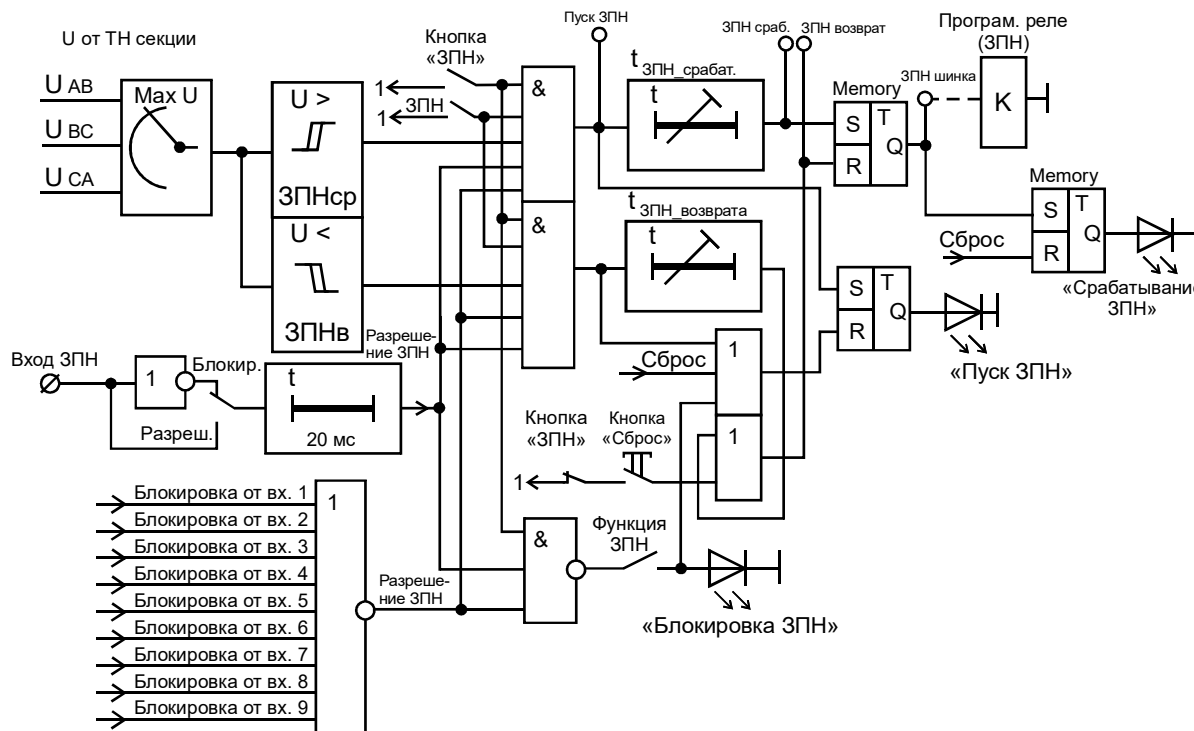 U от ТН секции
U АВ
U ВС
U СА
Max U
U >
ЗПНср
U <
ЗПНв
Кнопка
«ЗПН»
1
ЗПН
1
&
&
Пуск ЗПН
t ЗПН_срабат.
t
ЗПН сраб.
ЗПН возврат
Memory
S
T
R
Q
ЗПН шинка
Програм. реле
(ЗПН)
K
Memory
S
T
R
Q
Сброс
«Срабатывание
ЗПН»
t ЗПН_возврата
t
S
T
R
Q
«Пуск ЗПН»
Вход ЗПН
1
Блокир.
Разреш.
t
20 мс
Разреше-
ние ЗПН
Сброс
1
1
Кнопка
«ЗПН»
Кнопка
«Сброс»
1
Блокировка от вх. 1
Блокировка от вх. 2
Блокировка от вх. 3
Блокировка от вх. 4
Блокировка от вх. 5
Блокировка от вх. 6
Блокировка от вх. 7
Блокировка от вх. 8
Блокировка от вх. 9
1
Разреше-
ние ЗПН
&
Функция
ЗПН
«Блокировка ЗПН»